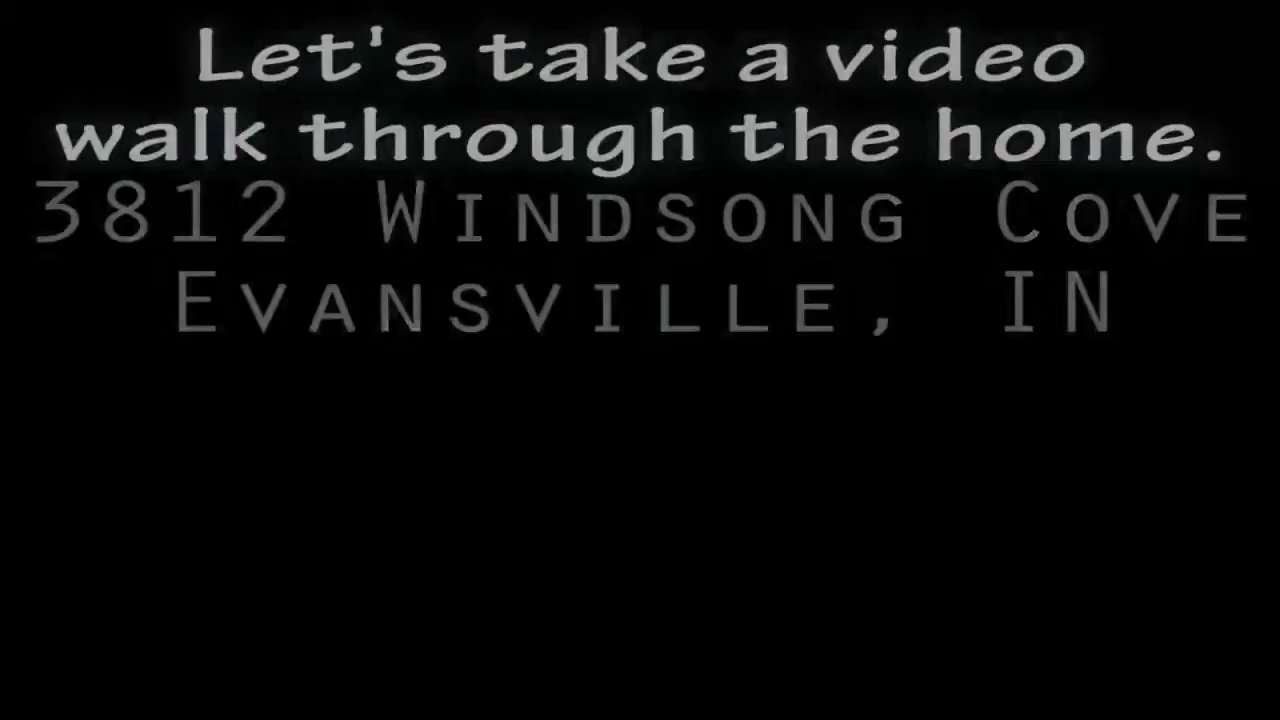 Let's take a video
walk through the home.
3812 Windsong Cove
Evansville, IN